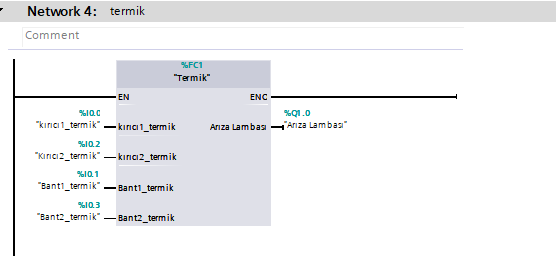 Network 4: termik
Comment
%FC1
"Termik"
EN ENO
%I0.0
"kırıcı1_termik" kırıcı1_termik
%Q1.0
Arıza Lambası "Arıza Lambası"
%I0.2
"Kırıcı2_termik" kırıcı2_termik
%I0.1
"Bant1_termik" Bant1_termik
%I0.3
"Bant2_termik" Bant2_termik